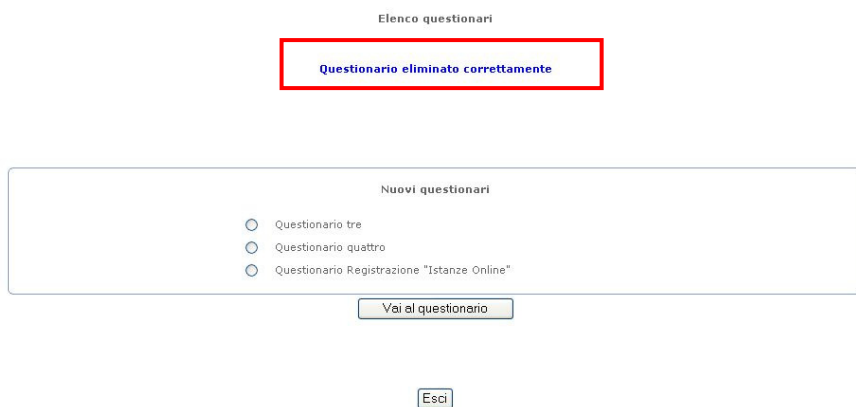 Elenco questionari
Questionario eliminato correttamente
Nuovi questionari
Questionario tre
Questionario quattro
Questionario Registrazione "Istanze Online"
Vai al questionario
Esci